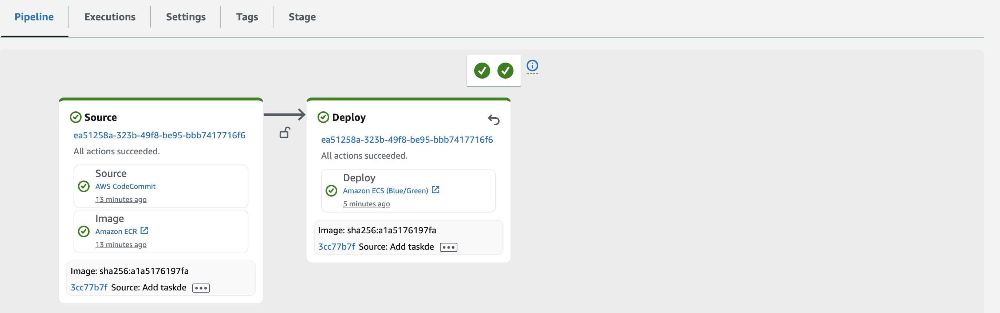 Pipeline
Executions
Settings
Tags
Stage
Source
ea51258a-323b-49f8-be95-bbb7417716f6
All actions succeeded.
Source
AWS CodeCommit
13 minutes ago
Image
Amazon ECR
13 minutes ago
Image: sha256:a1a5176197fa
3cc77b7f Source: Add taskde
Deploy
ea51258a-323b-49f8-be95-bbb7417716f6
All actions succeeded.
Deploy
Amazon ECS (Blue/Green)
5 minutes ago
Image: sha256:a1a5176197fa
3cc77b7f Source: Add taskde